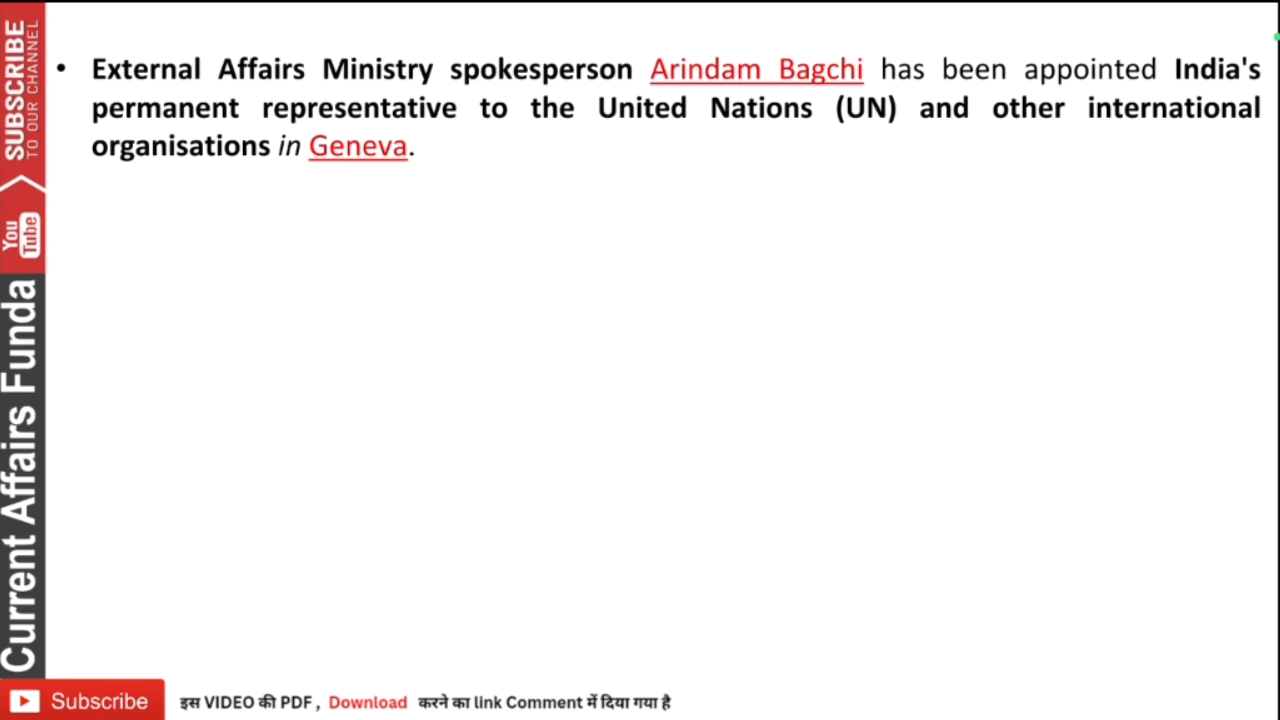 SUBSCRIBE
TO OUR CHANNEL
You
Tube
Current Affairs Funda
• External Affairs Ministry spokesperson Arindam Bagchi has been appointed India's
permanent representative to the United Nations (UN) and other international
organisations in Geneva.
Subscribe
इस VIDEO की PDF , Download करने का link Comment में दिया गया है